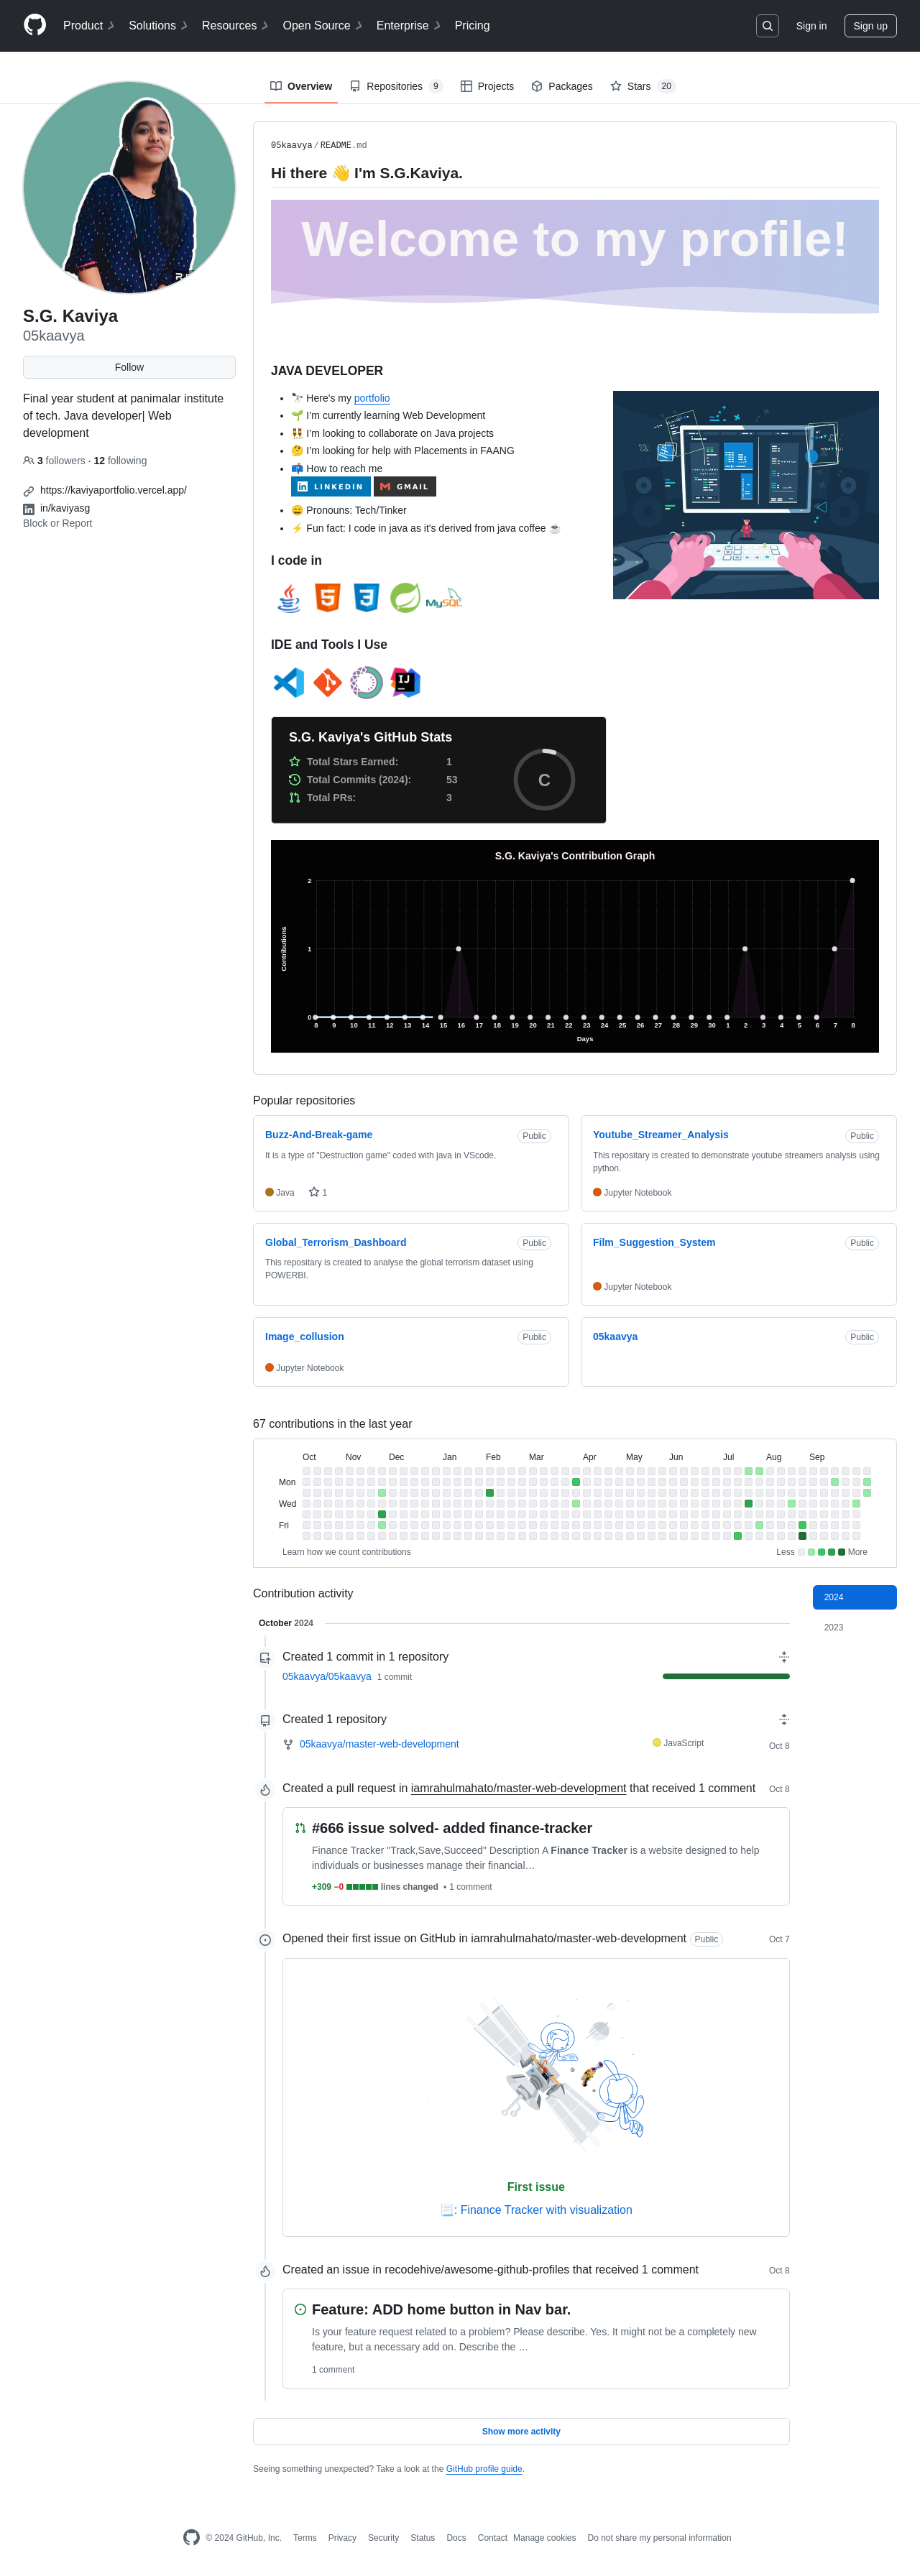 Product
Solutions
Resources
Open Source
Enterprise
Pricing
Sign in
Sign up
Overview
Repositories 9
Projects
Packages
Stars 20
S.G. Kaviya
05kaavya
Follow
Final year student at panimalar institute
of tech. Java developer| Web
development
3 followers · 12 following
https://kaviyaportfolio.vercel.app/
in/kaviyasg
Block or Report
05kaavya/README.md
Hi there 👋 I'm S.G.Kaviya.
Welcome to my profile!
JAVA DEVELOPER
🔭 Here's my portfolio
🌱 I'm currently learning Web Development
👯 I'm looking to collaborate on Java projects
🤔 I'm looking for help with Placements in FAANG
📫 How to reach me
LINKEDIN GMAIL
😄 Pronouns: Tech/Tinker
⚡ Fun fact: I code in java as it's derived from java coffee ☕
I code in
Java MySQL
IDE and Tools I Use
IJ
S.G. Kaviya's GitHub Stats
Total Stars Earned: 1
Total Commits (2024): 53
Total PRs: 3
C
S.G. Kaviya's Contribution Graph
Contributions
2
1
0
8 9 10 11 12 13 14 15 16 17 18 19 20 21 22 23 24 25 26 27 28 29 30 1 2 3 4 5 6 7 8
Days
Popular repositories
Buzz-And-Break-game Public
It is a type of "Destruction game" coded with java in VScode.
Java 1
Youtube_Streamer_Analysis Public
This repositary is created to demonstrate youtube streamers analysis using
python.
Jupyter Notebook
Global_Terrorism_Dashboard Public
This repositary is created to analyse the global terrorism dataset using
POWERBI.
Film_Suggestion_System Public
Jupyter Notebook
Image_collusion Public
Jupyter Notebook
05kaavya Public
67 contributions in the last year
Oct Nov Dec Jan Feb Mar Apr May Jun Jul Aug Sep
Mon
Wed
Fri
Learn how we count contributions
Less More
Contribution activity
2024
2023
October 2024
Created 1 commit in 1 repository
05kaavya/05kaavya 1 commit
Created 1 repository
05kaavya/master-web-development JavaScript Oct 8
Created a pull request in iamrahulmahato/master-web-development that received 1 comment Oct 8
#666 issue solved- added finance-tracker
Finance Tracker "Track,Save,Succeed" Description A Finance Tracker is a website designed to help
individuals or businesses manage their financial…
+309 −0 lines changed • 1 comment
Opened their first issue on GitHub in iamrahulmahato/master-web-development Public Oct 7
First issue
📃: Finance Tracker with visualization
Created an issue in recodehive/awesome-github-profiles that received 1 comment Oct 8
Feature: ADD home button in Nav bar.
Is your feature request related to a problem? Please describe. Yes. It might not be a completely new
feature, but a necessary add on. Describe the …
1 comment
Show more activity
Seeing something unexpected? Take a look at the GitHub profile guide.
© 2024 GitHub, Inc. Terms Privacy Security Status Docs Contact Manage cookies Do not share my personal information